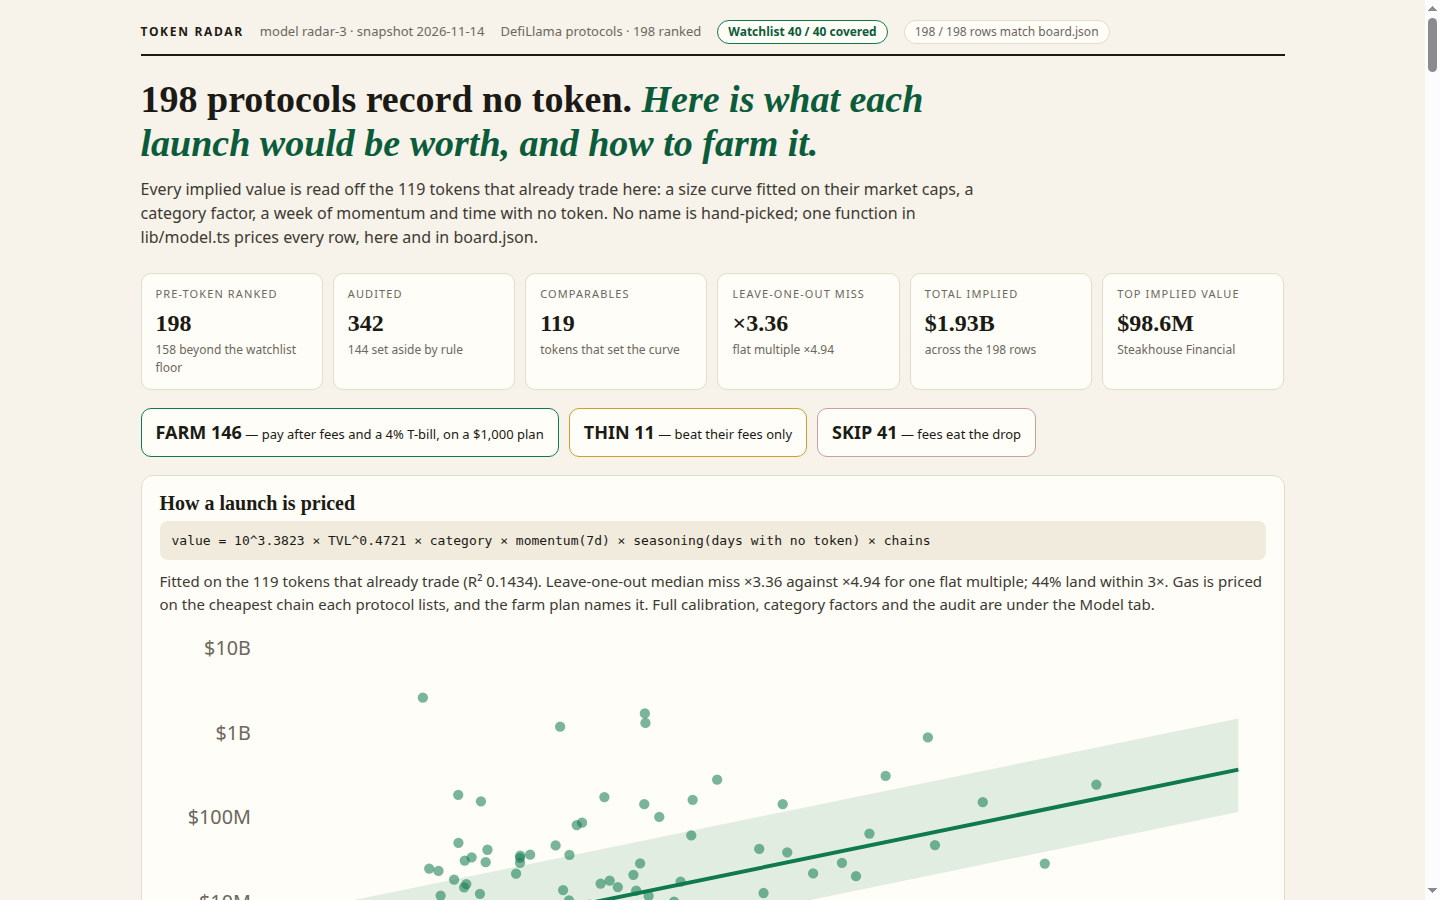 TOKEN RADAR model radar-3 · snapshot 2026-11-14 DefiLlama protocols · 198 ranked Watchlist 40 / 40 covered 198 / 198 rows match board.json
198 protocols record no token. Here is what each
launch would be worth, and how to farm it.
Every implied value is read off the 119 tokens that already trade here: a size curve fitted on their market caps, a
category factor, a week of momentum and time with no token. No name is hand-picked; one function in
lib/model.ts prices every row, here and in board.json.
PRE-TOKEN RANKED
198
158 beyond the watchlist
floor
AUDITED
342
144 set aside by rule
COMPARABLES
119
tokens that set the curve
LEAVE-ONE-OUT MISS
×3.36
flat multiple ×4.94
TOTAL IMPLIED
$1.93B
across the 198 rows
TOP IMPLIED VALUE
$98.6M
Steakhouse Financial
FARM 146 — pay after fees and a 4% T-bill, on a $1,000 plan
THIN 11 — beat their fees only
SKIP 41 — fees eat the drop
How a launch is priced
value = 10^3.3823 × TVL^0.4721 × category × momentum(7d) × seasoning(days with no token) × chains
Fitted on the 119 tokens that already trade (R² 0.1434). Leave-one-out median miss ×3.36 against ×4.94 for one flat multiple; 44% land within 3×. Gas is priced
on the cheapest chain each protocol lists, and the farm plan names it. Full calibration, category factors and the audit are under the Model tab.
$10B
$1B
$100M
$10M